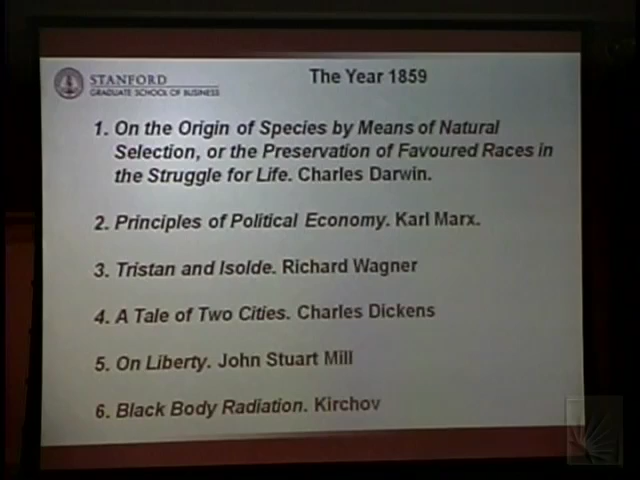 STANFORD
GRADUATE SCHOOL OF BUSINESS
The Year 1859
1. On the Origin of Species by Means of Natural
Selection, or the Preservation of Favoured Races in
the Struggle for Life. Charles Darwin.
2. Principles of Political Economy. Karl Marx.
3. Tristan and Isolde. Richard Wagner
4. A Tale of Two Cities. Charles Dickens
5. On Liberty. John Stuart Mill
6. Black Body Radiation. Kirchov